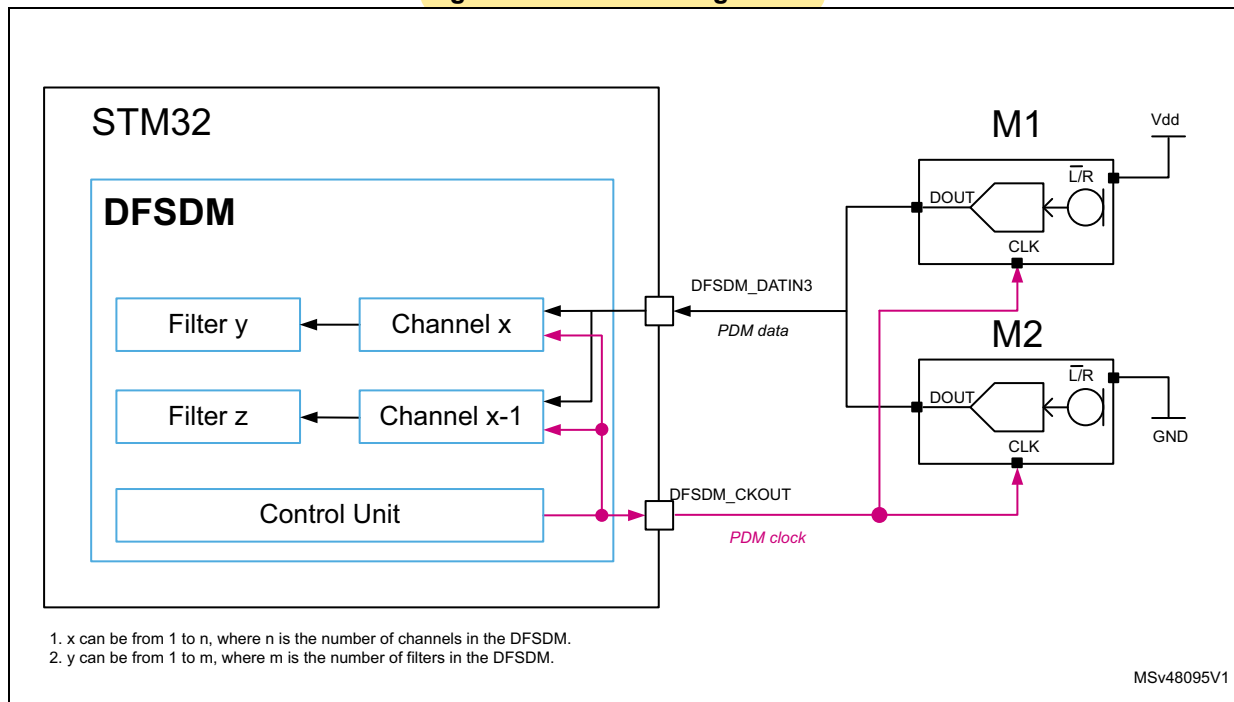 STM32
DFSDM
Filter y
Channel x
Filter z
Channel x-1
Control Unit
DFSDM_DATIN3
PDM data
DFSDM_CKOUT
PDM clock
M1
Vdd
L/R
DOUT
CLK
M2
L/R
DOUT
CLK
GND
1. x can be from 1 to n, where n is the number of channels in the DFSDM.
2. y can be from 1 to m, where m is the number of filters in the DFSDM.
MSv48095V1